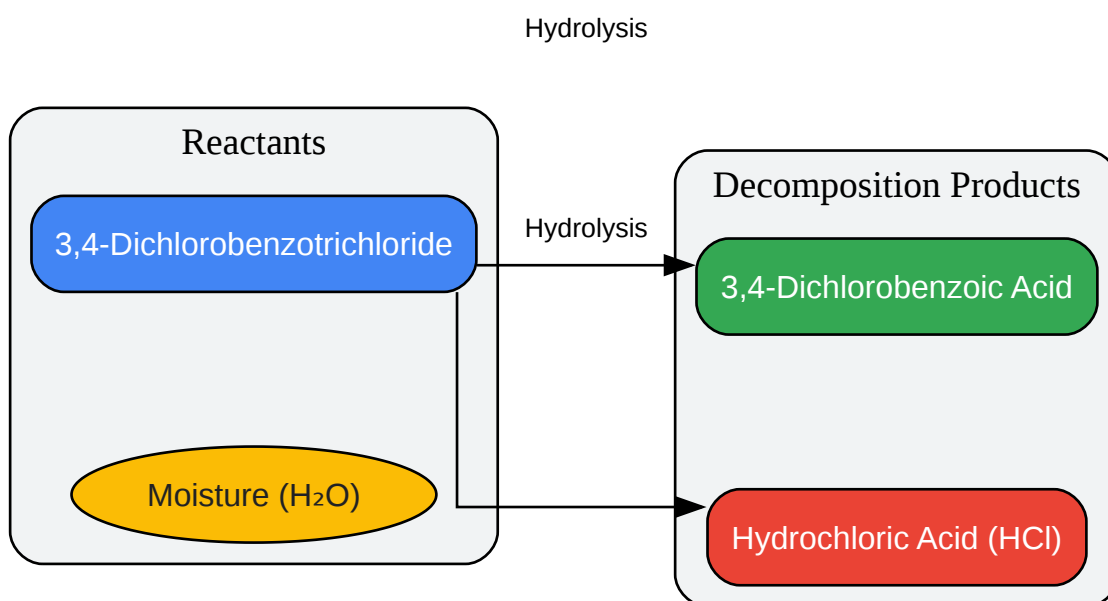 Hydrolysis
Reactants
Decomposition Products
3,4-Dichlorobenzotrichloride
Hydrolysis
3,4-Dichlorobenzoic Acid
Moisture (H₂O)
Hydrochloric Acid (HCl)